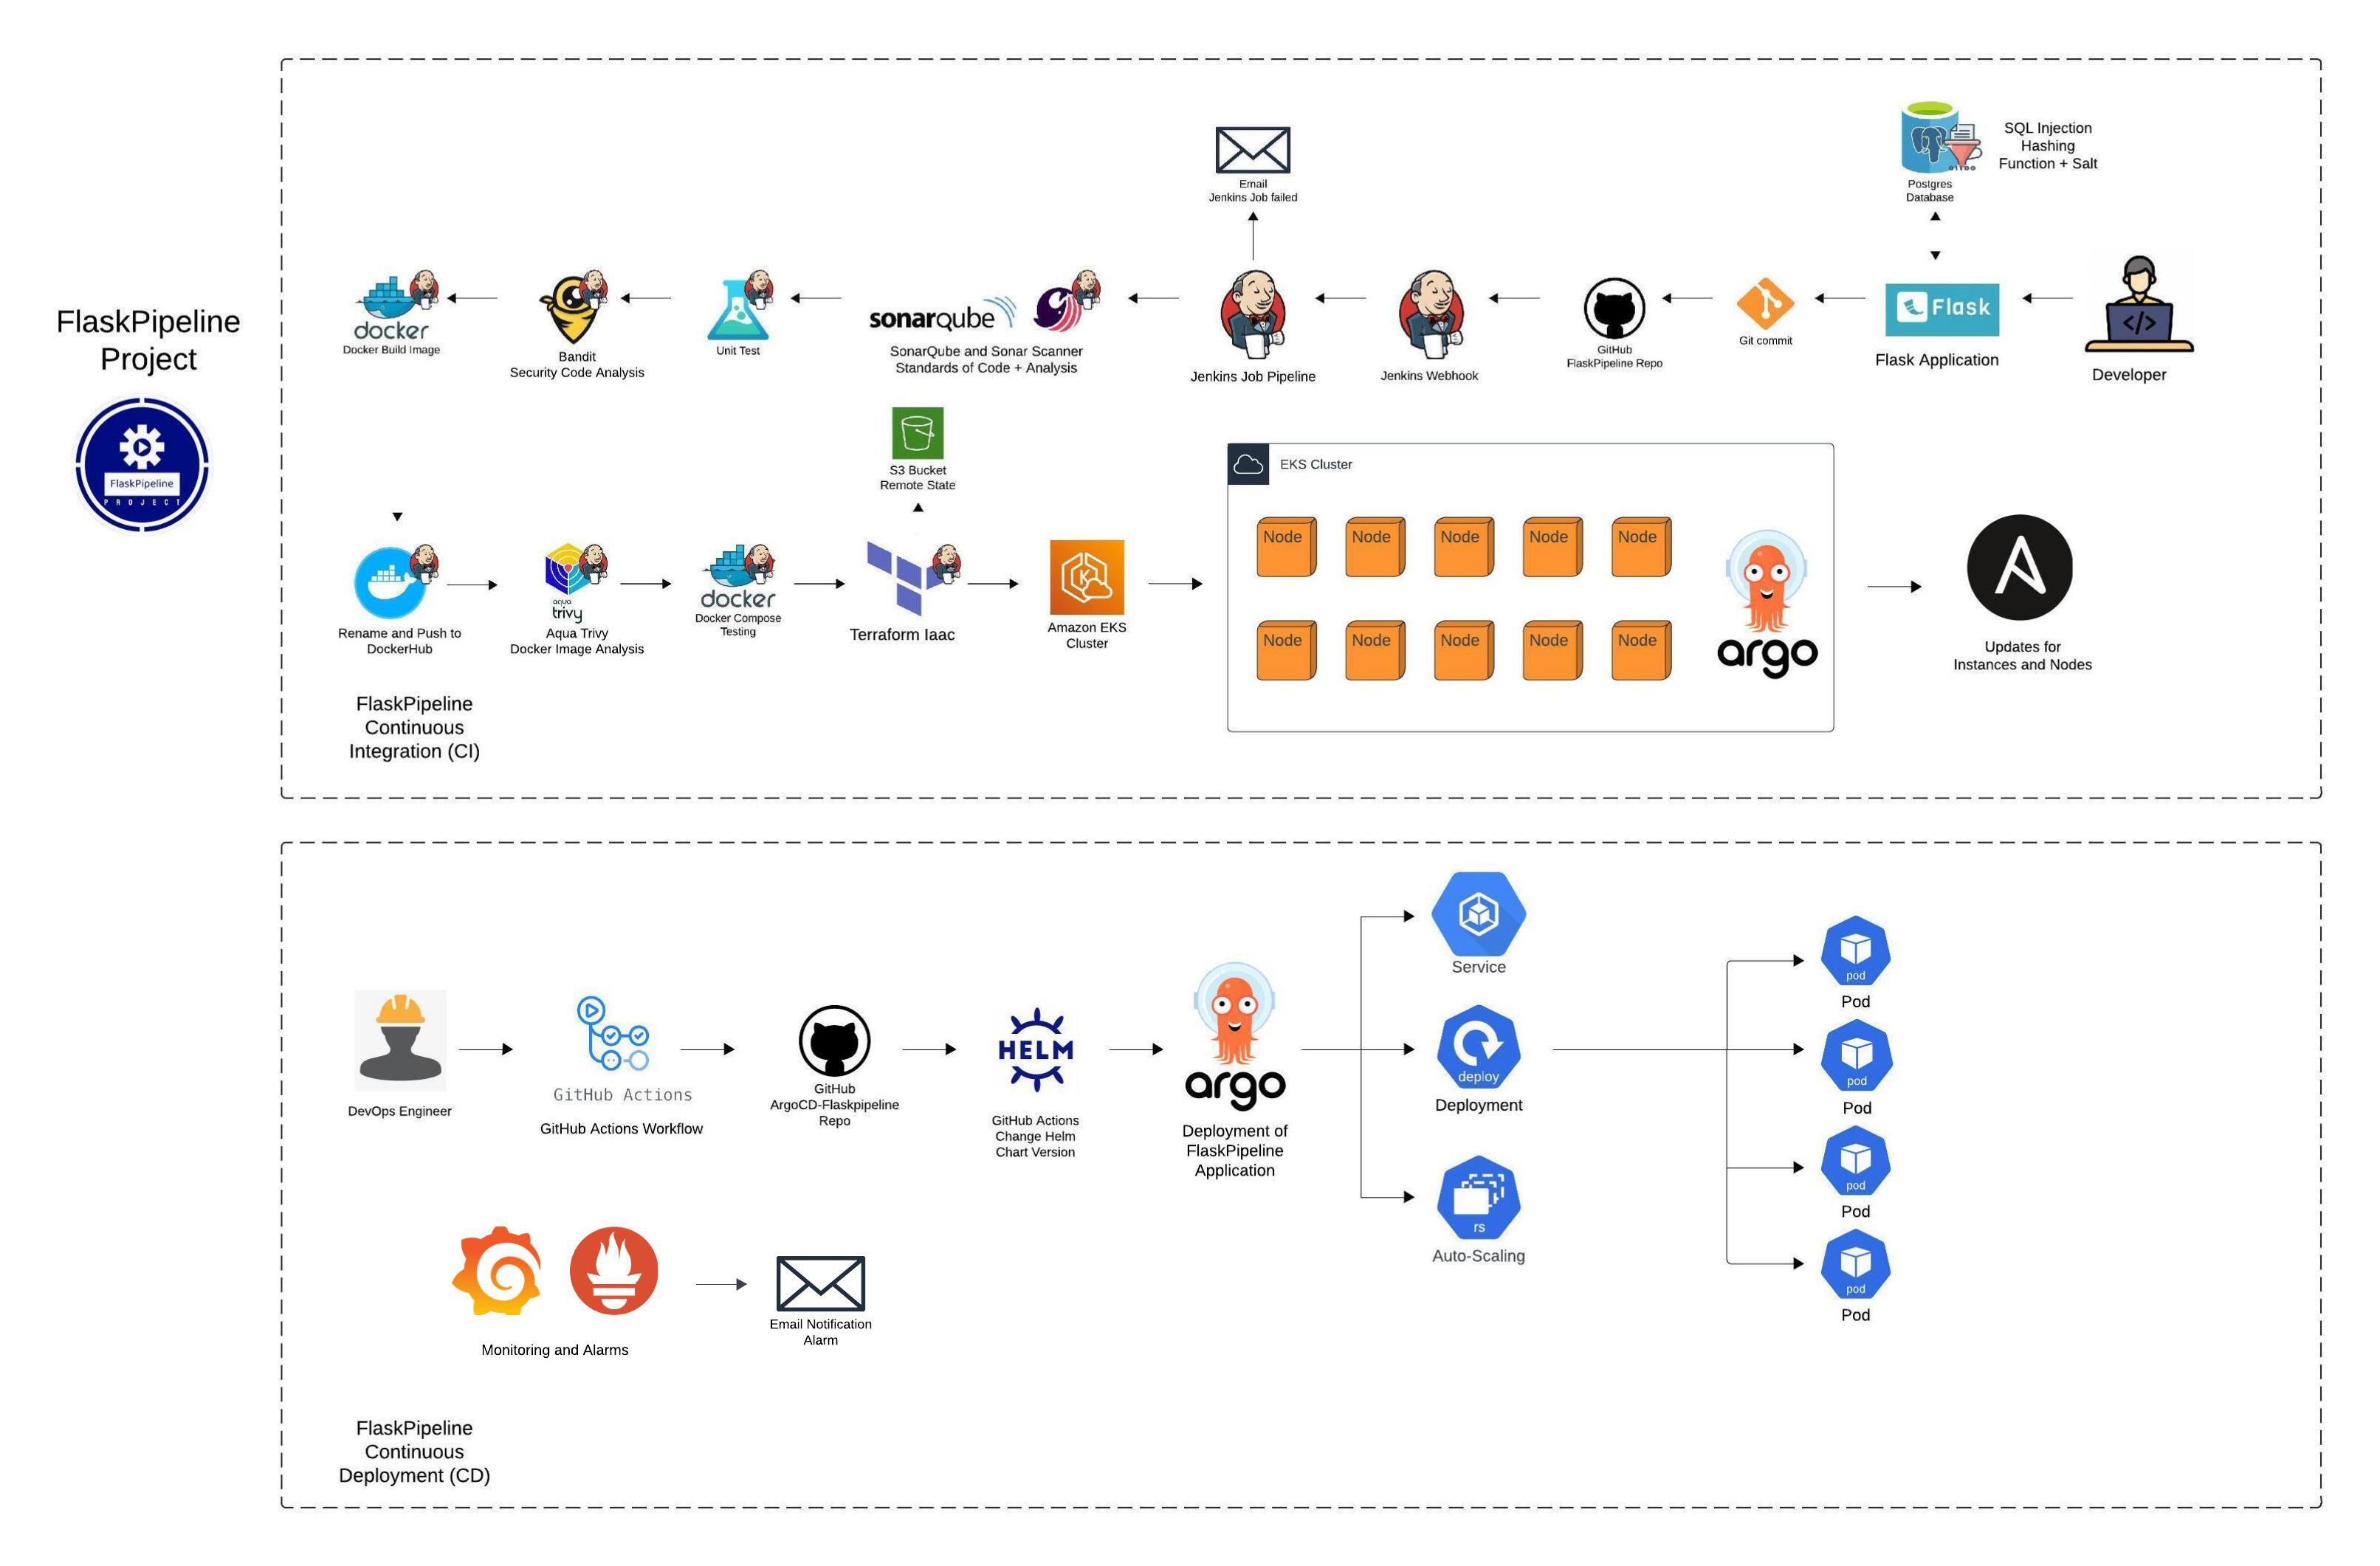 FlaskPipeline
Project
FlaskPipeline
PROJECT
SQL Injection
Hashing
Function + Salt
Postgres
Database
Email
Jenkins Job failed
docker
Docker Build Image
Bandit
Security Code Analysis
Unit Test
sonarqube
SonarQube and Sonar Scanner
Standards of Code + Analysis
Jenkins Job Pipeline
Jenkins Webhook
GitHub
FlaskPipeline Repo
Git commit
Flask
Flask Application
</>
Developer
S3 Bucket
Remote State
Rename and Push to
DockerHub
aqua
trivy
Aqua Trivy
Docker Image Analysis
docker
Docker Compose
Testing
Terraform Iaac
K
Amazon EKS
Cluster
EKS Cluster
Node
Node
Node
Node
Node
Node
Node
Node
Node
Node
argo
A
Updates for
Instances and Nodes
FlaskPipeline
Continuous
Integration (CI)
DevOps Engineer
GitHub Actions
GitHub Actions Workflow
GitHub
ArgoCD-Flaskpipeline
Repo
HELM
GitHub Actions
Change Helm
Chart Version
argo
Deployment of
FlaskPipeline
Application
Service
deploy
Deployment
rs
Auto-Scaling
pod
Pod
pod
Pod
pod
Pod
pod
Pod
Monitoring and Alarms
Email Notification
Alarm
FlaskPipeline
Continuous
Deployment (CD)